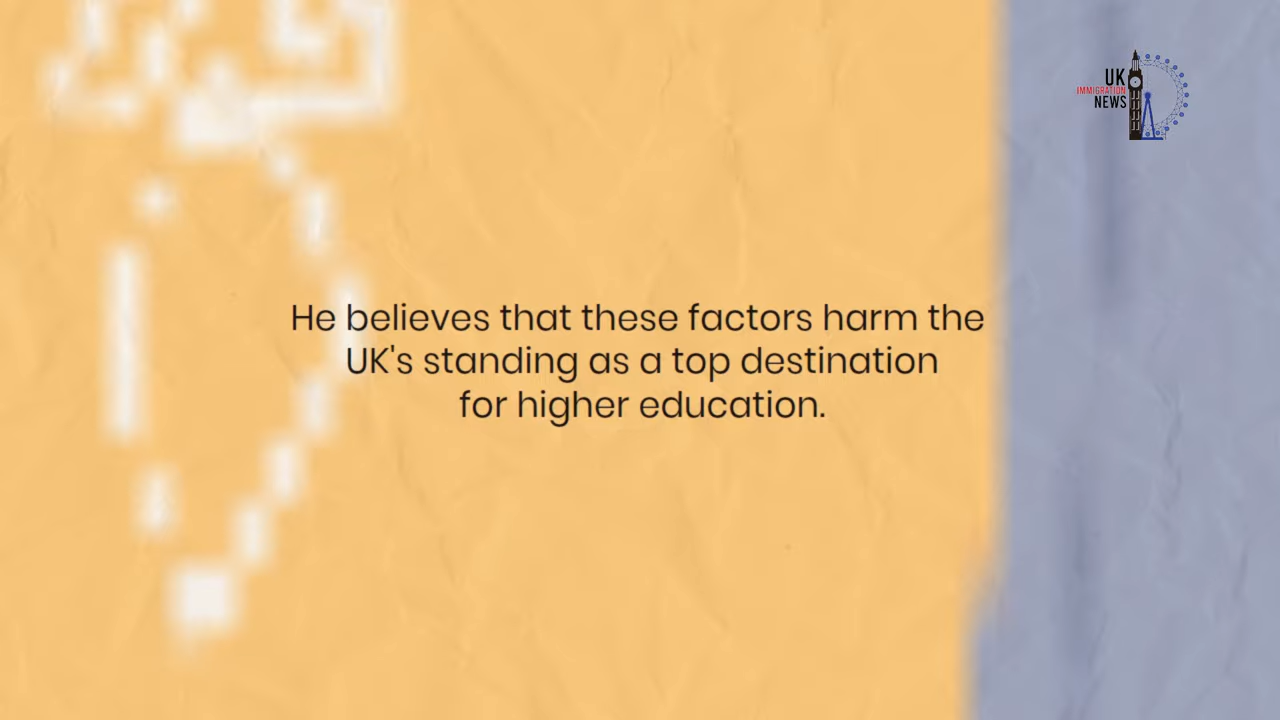 UK
IMMIGRATION
NEWS
He believes that these factors harm the
UK's standing as a top destination
for higher education.